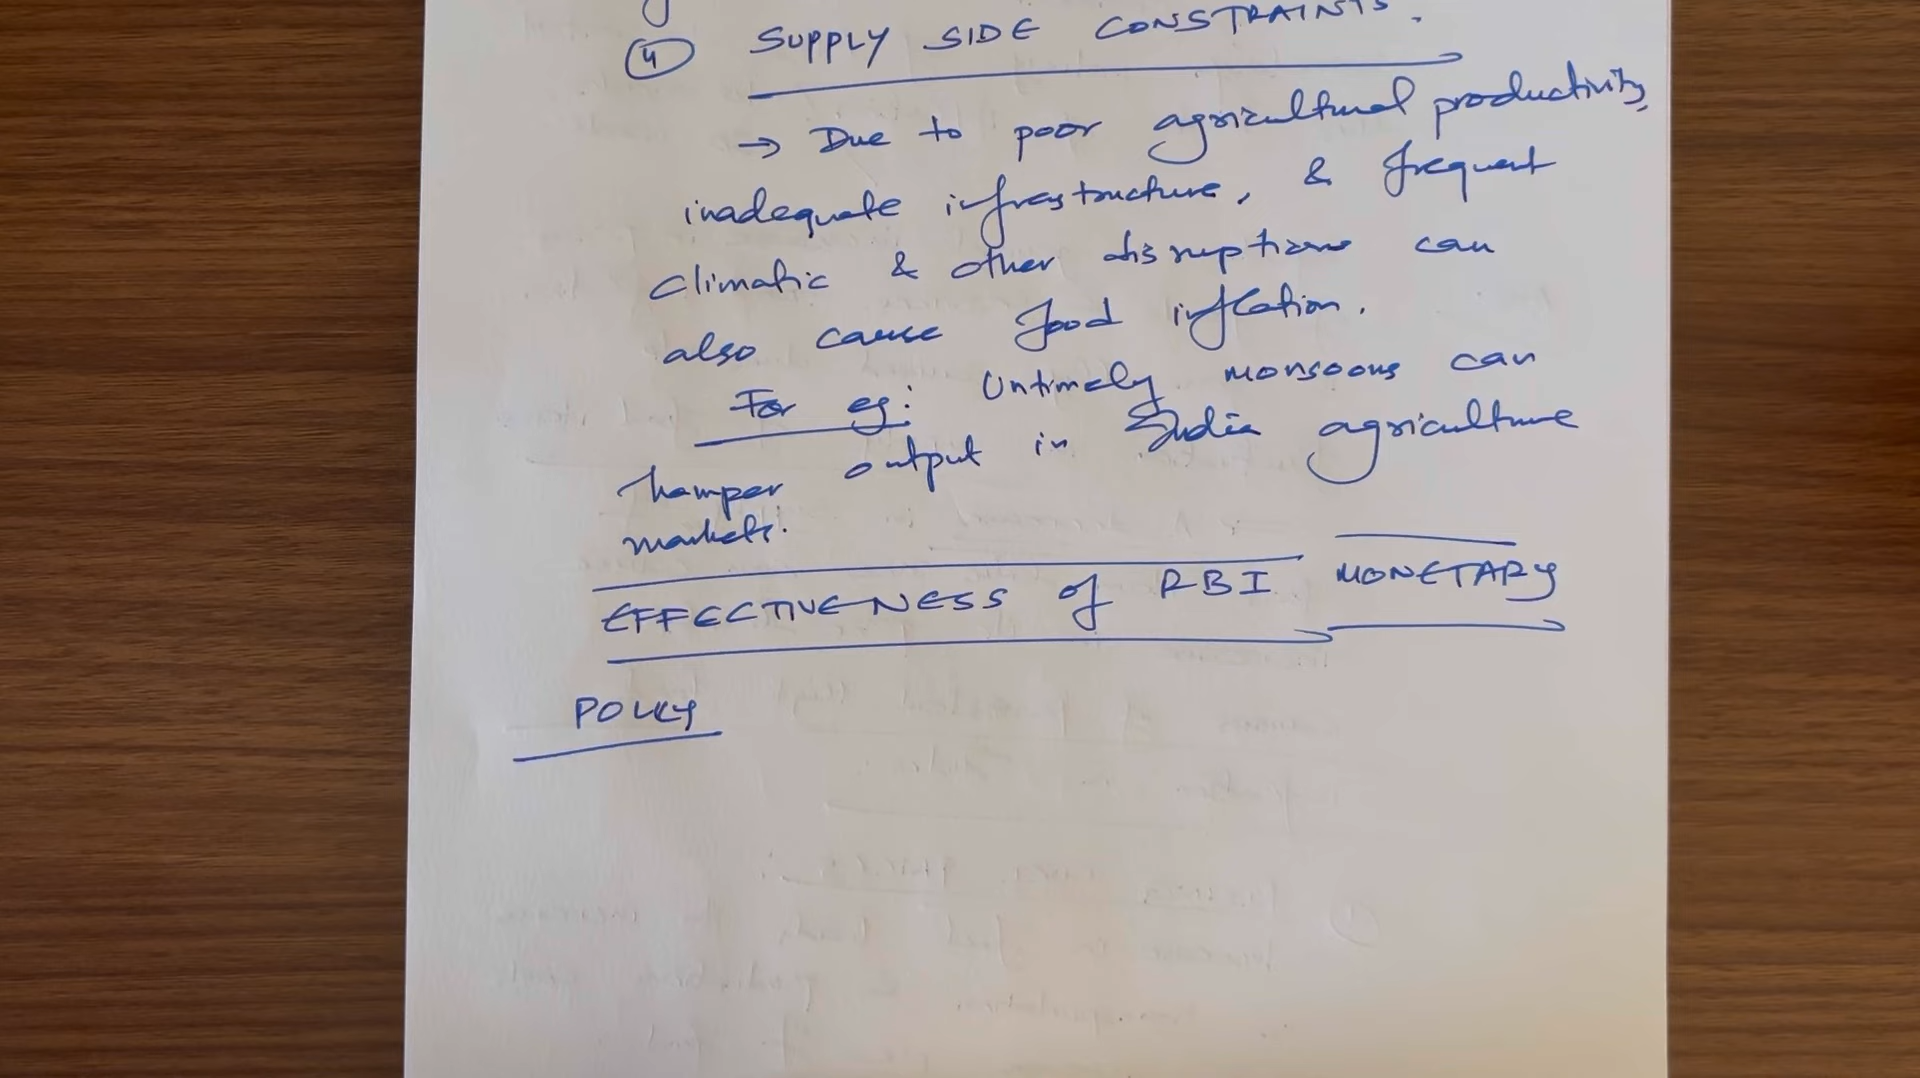 ④ SUPPLY SIDE CONSTRAINTS.
→ Due to poor agricultural productivity,
inadequate infrastructure, & frequent
climatic & other disruptions can
also cause food inflation.
For eg: Untimely monsoons can
hamper output in India agriculture
markets.
EFFECTIVENESS of RBI MONETARY
POLICY